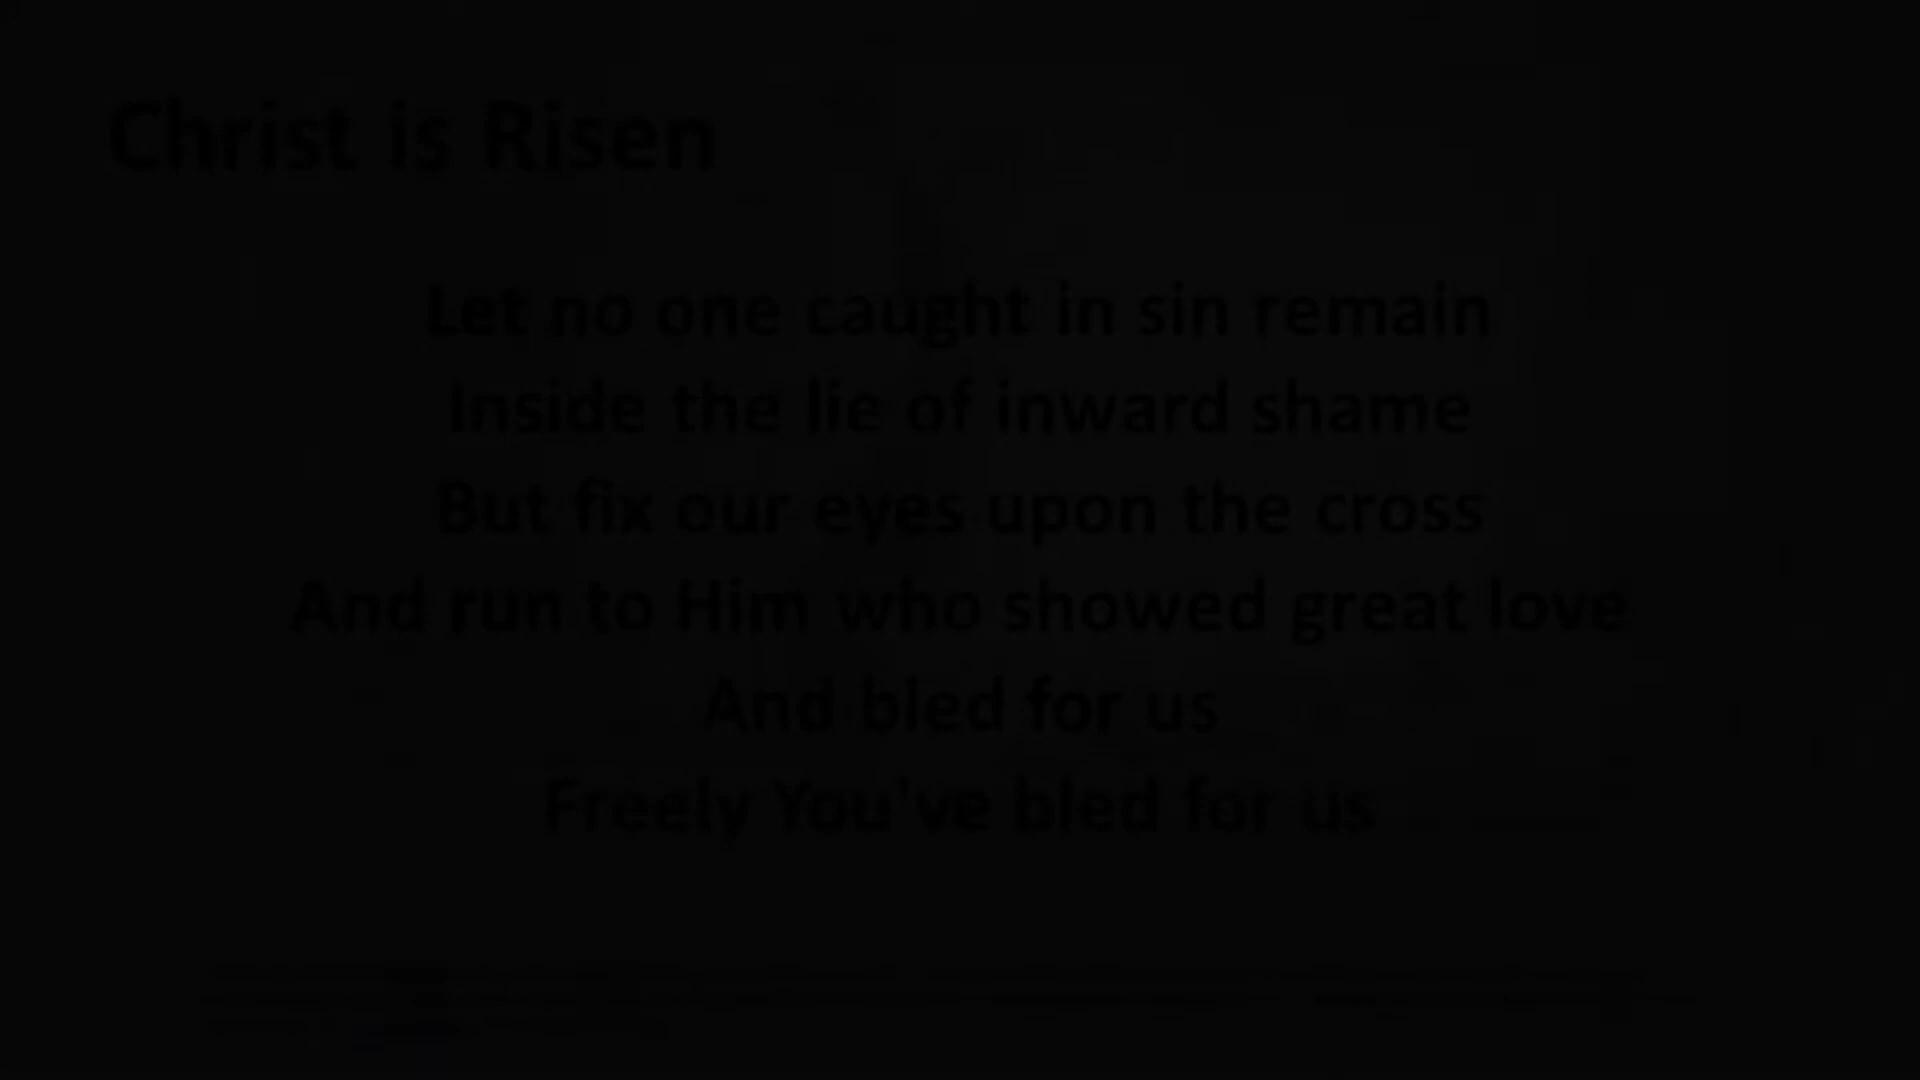 Christ is Risen
Let no one caught in sin remain
Inside the lie of inward shame
But fix our eyes upon the cross
And run to Him who showed great love
And bled for us
Freely You've bled for us